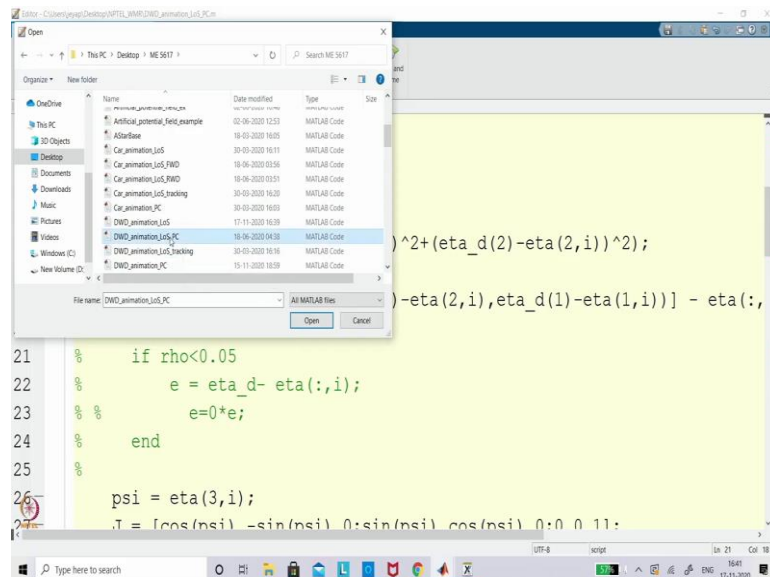 Editor - C:\Users\jeyap\Desktop\NPTEL_WMR\DWD_animation_LoS_PC.m
Open
This PC > Desktop > ME 5617 >
Search ME 5617
Organize
New folder
Name Date modified Type Size
OneDrive
This PC
3D Objects
Desktop
Documents
Downloads
Music
Pictures
Videos
Windows (C:)
New Volume (D:
Artificial_potential_field_example 02-06-2020 12:53 MATLAB Code
AStarBase 18-03-2020 16:05 MATLAB Code
Car_animation_LoS 30-03-2020 16:11 MATLAB Code
Car_animation_LoS_FWD 18-06-2020 03:56 MATLAB Code
Car_animation_LoS_RWD 18-06-2020 03:51 MATLAB Code
Car_animation_LoS_tracking 30-03-2020 16:20 MATLAB Code
Car_animation_PC 30-03-2020 16:03 MATLAB Code
DWD_animation_LoS 17-11-2020 16:39 MATLAB Code
DWD_animation_LoS_PC 18-06-2020 04:38 MATLAB Code
DWD_animation_LoS_tracking 30-03-2020 16:16 MATLAB Code
DWD_animation_PC 15-11-2020 18:59 MATLAB Code
File name: DWD_animation_LoS_PC
All MATLAB files
Open
Cancel
and
)^2+(eta_d(2)-eta(2,i))^2);
)-eta(2,i),eta_d(1)-eta(1,i))] - eta(:,
21 % if rho<0.05
22 % e = eta_d- eta(:,i);
23 % % e=0*e;
24 % end
25 %
26 psi = eta(3,i);
27 J = [cos(psi) -sin(psi) 0;sin(psi) cos(psi) 0;0 0 1];
UTF-8 script Ln 21 Col 18
Type here to search
57%
ENG
16:41
17-11-2020